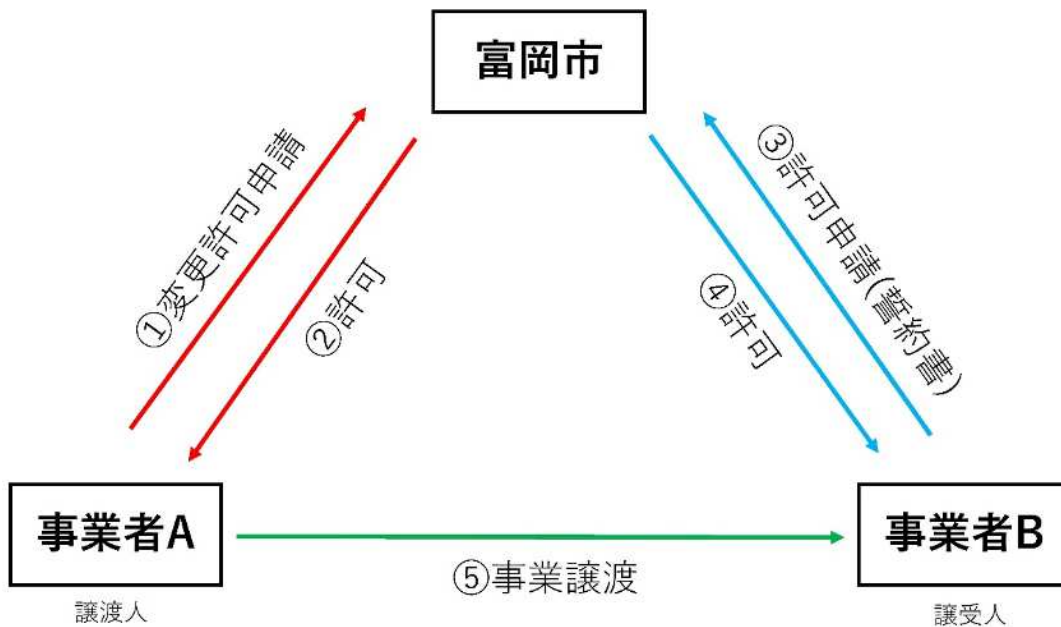 富岡市
①変更許可申請
②許可
③許可申請(誓約書)
④許可
事業者A
事業者B
⑤事業譲渡
譲渡人
譲受人